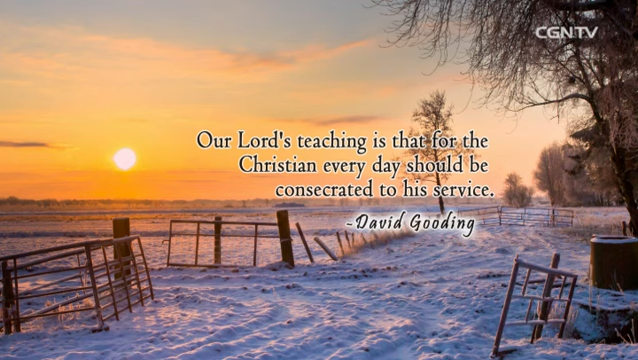 CGNTV
Our Lord's teaching is that for the
Christian every day should be
consecrated to his service.
-David Gooding